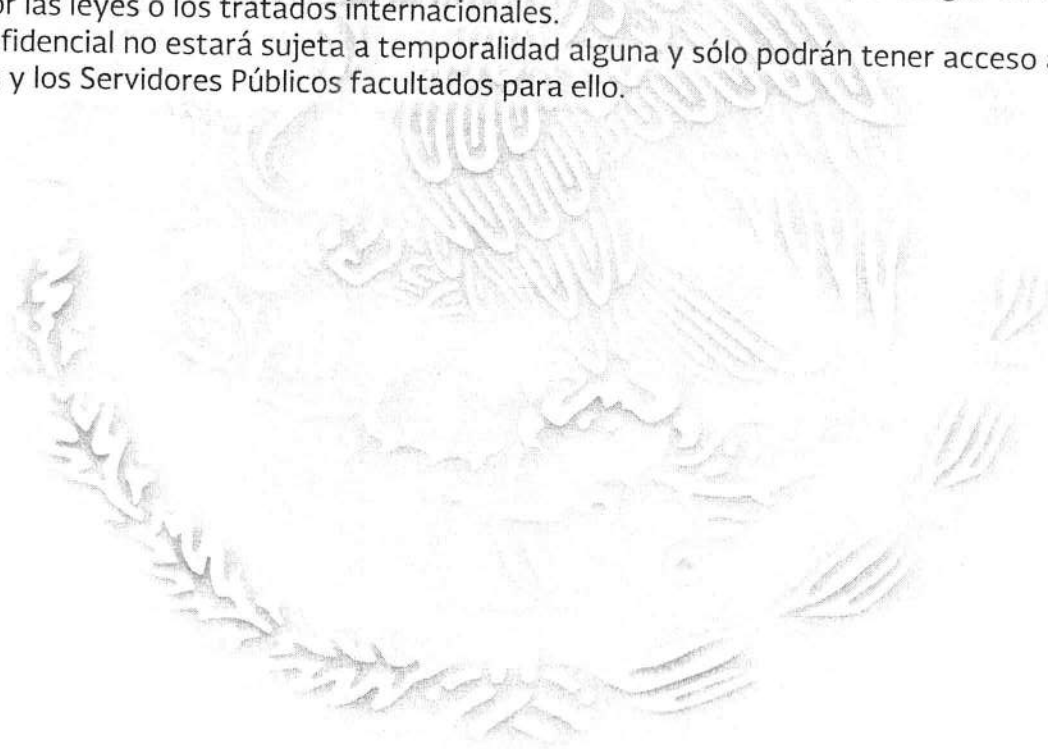 or las leyes o los tratados internacionales.
fidencial no estará sujeta a temporalidad alguna y sólo podrán tener acceso
y los Servidores Públicos facultados para ello.